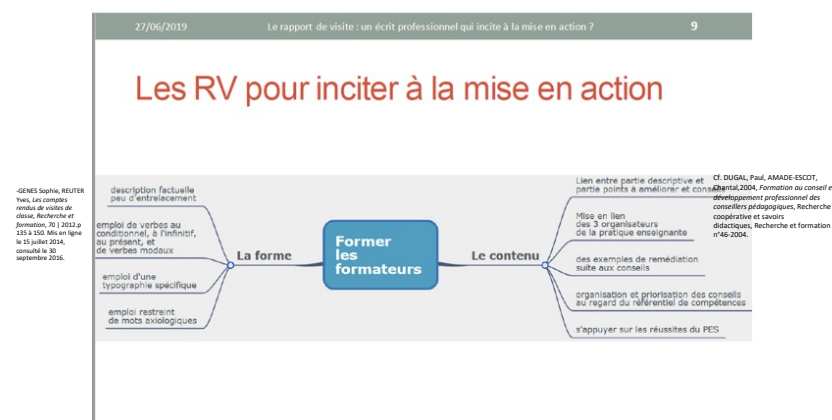 27/06/2019
Le rapport de visite : un écrit professionnel qui incite à la mise en action ?
9
Les RV pour inciter à la mise en action
-GENES Sophie, REUTER
Yves, Les comptes
rendus de visites de
classe, Recherche et
formation, 70 | 2012.p
135 à 150. Mis en ligne
le 15 juillet 2014,
consulté le 30
septembre 2016.
description factuelle
peu d'entrelacement
emploi de verbes au
conditionnel, à l'infinitif,
au présent, et
de verbes modaux
emploi d'une
typographie spécifique
emploi restreint
de mots axiologiques
La forme
Former
les
formateurs
Le contenu
Lien entre partie descriptive et
partie points à améliorer et conseils
Mise en lien
des 3 organisateurs
de la pratique enseignante
des exemples de remédiation
suite aux conseils
organisation et priorisation des conseils
au regard du référentiel de compétences
s'appuyer sur les réussites du PES
Cf. DUGAL, Paul, AMADE-ESCOT,
Chantal,2004, Formation au conseil e
développement professionnel des
conseillers pédagogiques, Recherche
coopérative et savoirs
didactiques, Recherche et formation
n°46-2004.